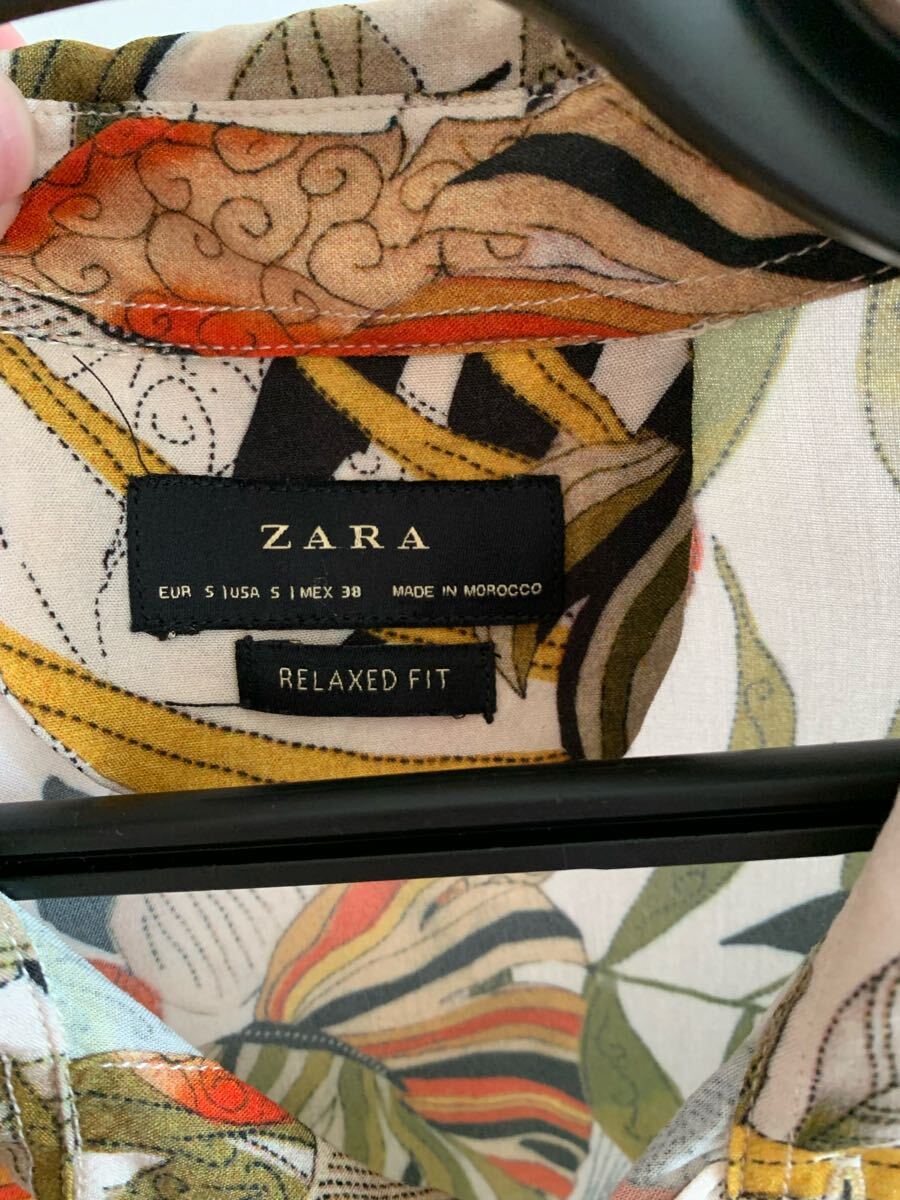 ZARA
EUR S | USA S | MEX 38 MADE IN MOROCCO
RELAXED FIT